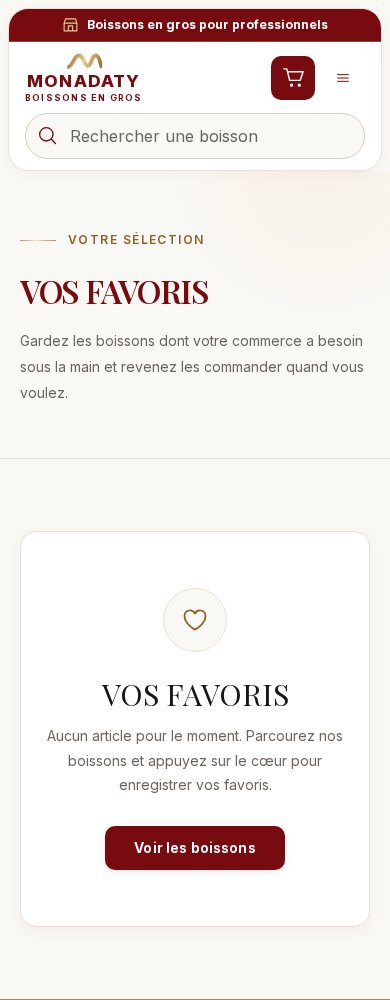 Boissons en gros pour professionnels
MONADATY
BOISSONS EN GROS
Rechercher une boisson
VOTRE SÉLECTION
VOS FAVORIS
Gardez les boissons dont votre commerce a besoin
sous la main et revenez les commander quand vous
voulez.
VOS FAVORIS
Aucun article pour le moment. Parcourez nos
boissons et appuyez sur le cœur pour
enregistrer vos favoris.
Voir les boissons